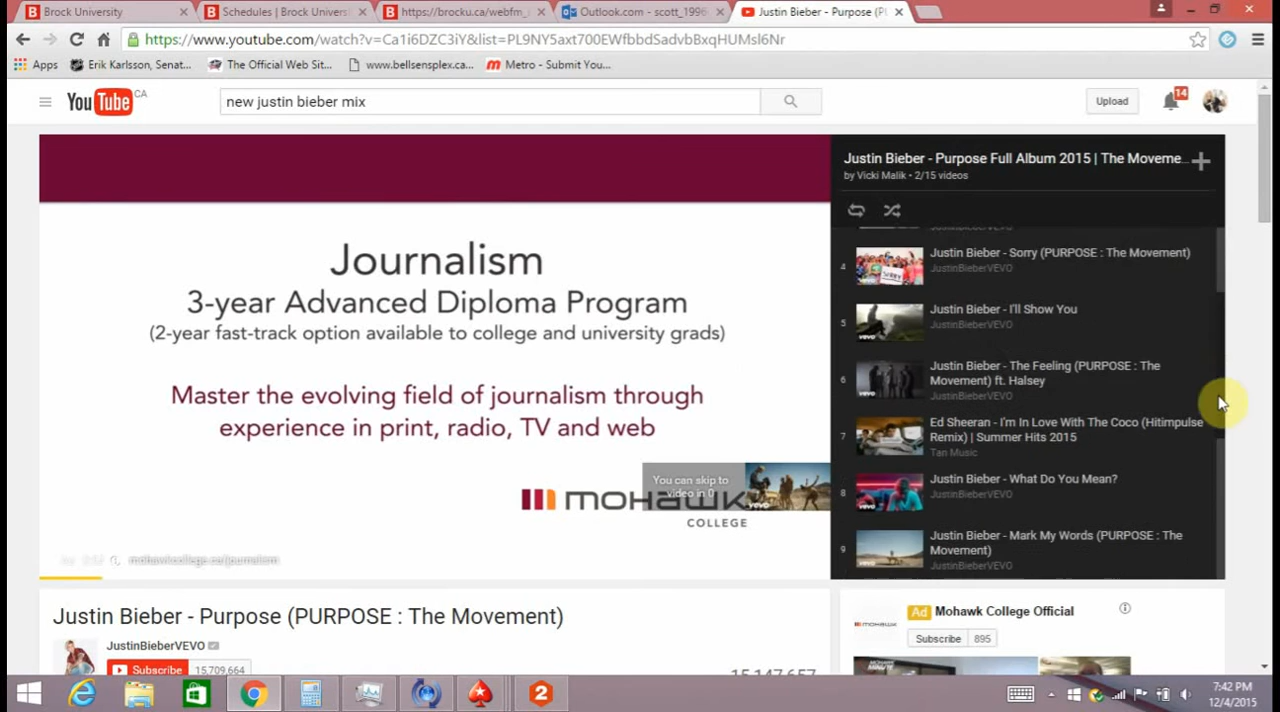 Brock University
Schedules | Brock Universi
https://brocku.ca/webfm_
Outlook.com - scott_1996
Justin Bieber - Purpose (P
https://www.youtube.com/watch?v=Ca1i6DZC3iY&list=PL9NY5axt700EWfbbdSadvbBxqHUMsl6Nr
Apps
Erik Karlsson, Senat...
The Official Web Sit...
www.bellsensplex.ca...
Metro - Submit You...
YouTube CA
new justin bieber mix
Upload
14
Journalism
3-year Advanced Diploma Program
(2-year fast-track option available to college and university grads)
Master the evolving field of journalism through
experience in print, radio, TV and web
You can skip to
video in 0
mohawk
COLLEGE
mohawkcollege.ca/journalism
Justin Bieber - Purpose Full Album 2015 | The Moveme...
by Vicki Malik • 2/15 videos
JustinBieberVEVO
4
Justin Bieber - Sorry (PURPOSE : The Movement)
JustinBieberVEVO
5
Justin Bieber - I'll Show You
JustinBieberVEVO
6
Justin Bieber - The Feeling (PURPOSE : The
Movement) ft. Halsey
JustinBieberVEVO
7
Ed Sheeran - I'm In Love With The Coco (Hitimpulse
Remix) | Summer Hits 2015
Tan Music
8
Justin Bieber - What Do You Mean?
JustinBieberVEVO
9
Justin Bieber - Mark My Words (PURPOSE : The
Movement)
JustinBieberVEVO
Justin Bieber - Purpose (PURPOSE : The Movement)
JustinBieberVEVO
Subscribe 15,709,664
15,147,657
Ad Mohawk College Official
Subscribe 895
7:42 PM
12/4/2015